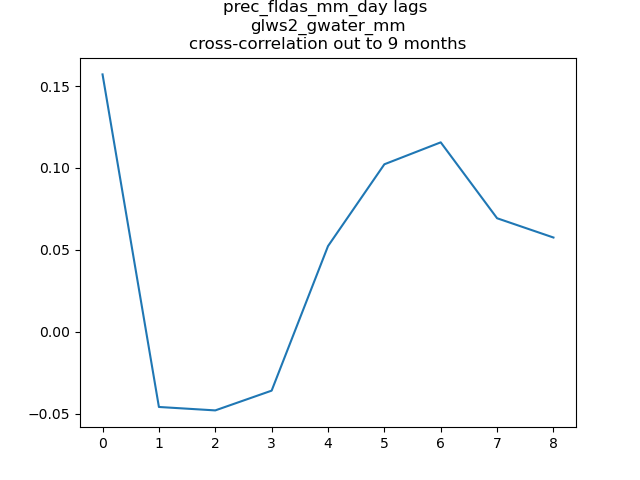 prec_fldas_mm_day lags
glws2_gwater_mm
cross-correlation out to 9 months
0.15
0.10
0.05
0.00
−0.05
0 1 2 3 4 5 6 7 8